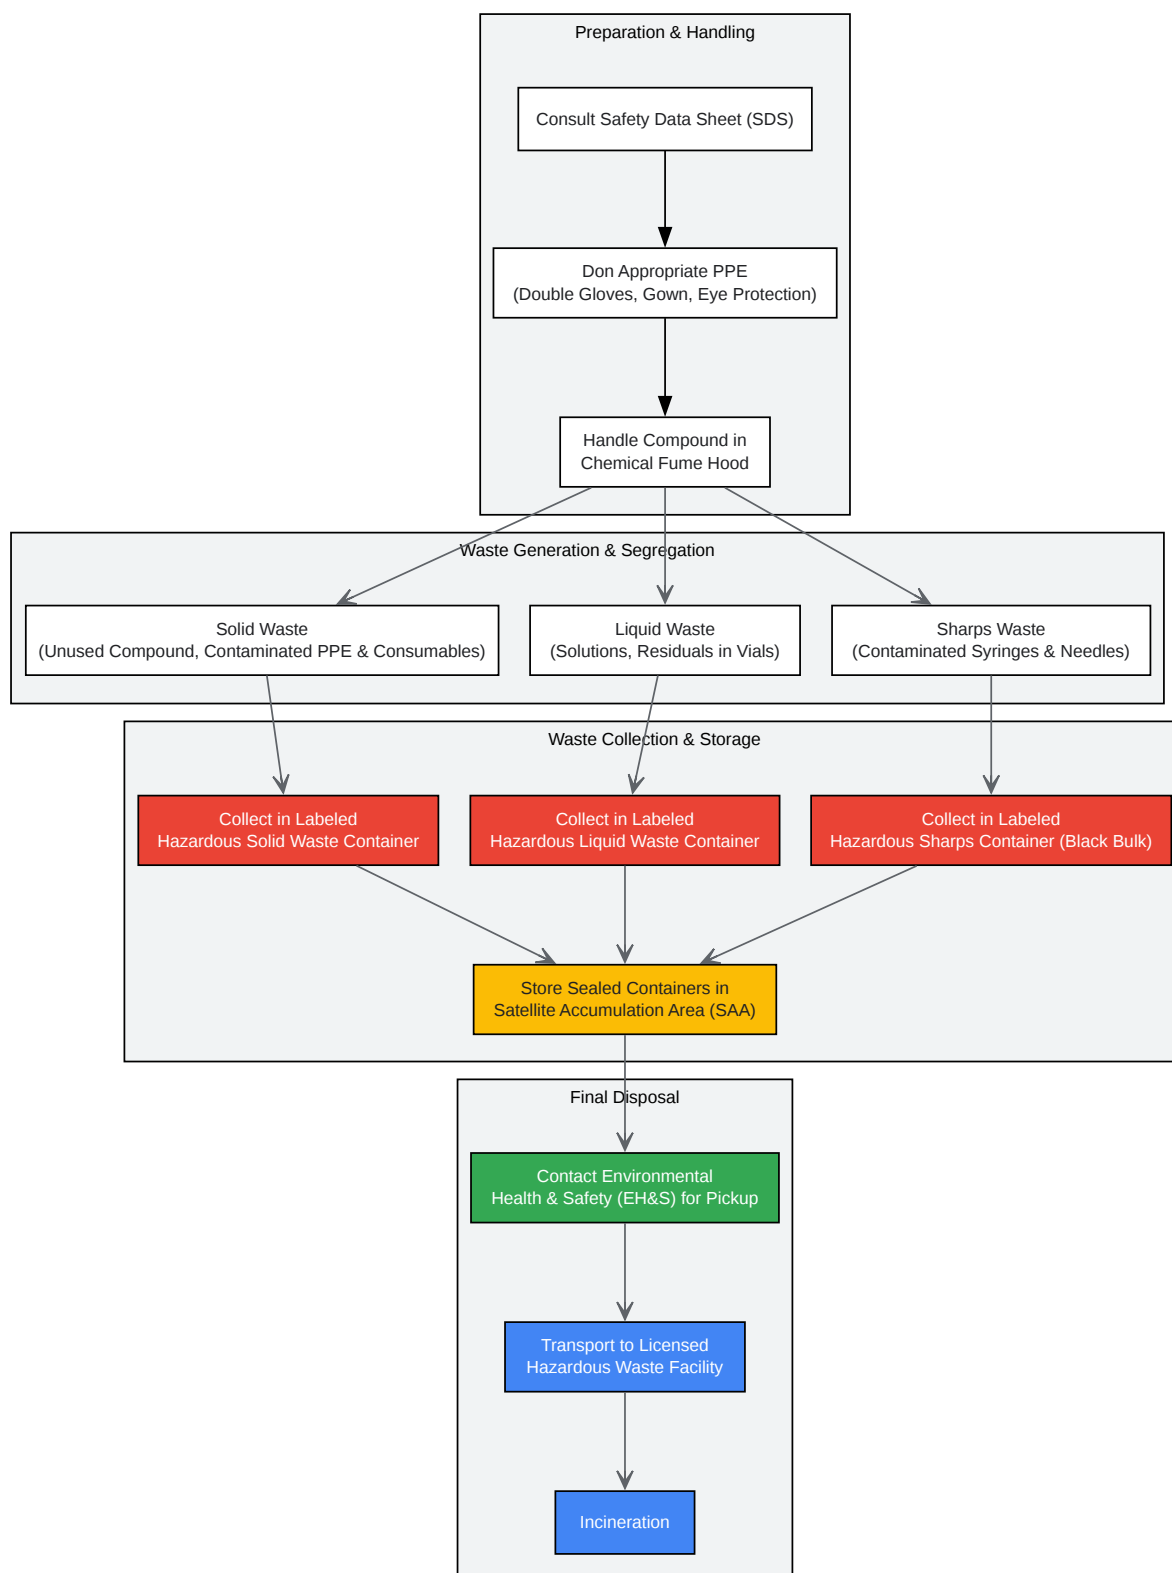 Preparation & Handling
Consult Safety Data Sheet (SDS)
Don Appropriate PPE
(Double Gloves, Gown, Eye Protection)
Handle Compound in
Chemical Fume Hood
Waste Generation & Segregation
Solid Waste
(Unused Compound, Contaminated PPE & Consumables)
Liquid Waste
(Solutions, Residuals in Vials)
Sharps Waste
(Contaminated Syringes & Needles)
Waste Collection & Storage
Collect in Labeled
Hazardous Solid Waste Container
Collect in Labeled
Hazardous Liquid Waste Container
Collect in Labeled
Hazardous Sharps Container (Black Bulk)
Store Sealed Containers in
Satellite Accumulation Area (SAA)
Final Disposal
Contact Environmental
Health & Safety (EH&S) for Pickup
Transport to Licensed
Hazardous Waste Facility
Incineration